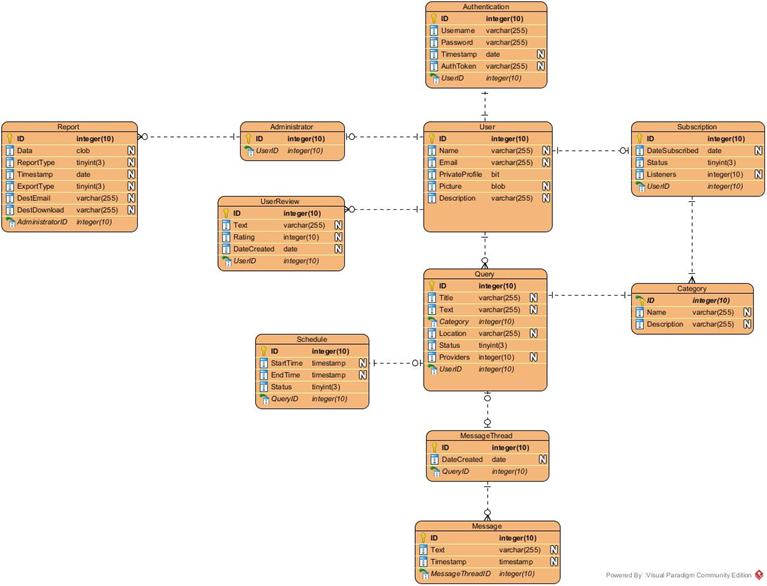 Authentication
ID integer(10)
Username varchar(255)
Password varchar(255)
Timestamp date N
AuthToken varchar(255) N
UserID integer(10)
Report
ID integer(10)
Data clob N
ReportType tinyint(3) N
Timestamp date N
ExportType tinyint(3) N
DestEmail varchar(255) N
DestDownload varchar(255) N
AdministratorID integer(10)
Administrator
ID integer(10)
UserID integer(10)
User
ID integer(10)
Name varchar(255) N
Email varchar(255) N
PrivateProfile bit
Picture blob N
Description varchar(255) N
Subscription
ID integer(10)
DateSubscribed date N
Status tinyint(3)
Listeners integer(10) N
UserID integer(10)
UserReview
ID integer(10)
Text varchar(255) N
Rating integer(10) N
DateCreated date N
UserID integer(10)
Query
ID integer(10)
Title varchar(255) N
Text varchar(255) N
Category integer(10)
Location varchar(255) N
Status tinyint(3)
Providers integer(10) N
UserID integer(10)
Category
ID integer(10)
Name varchar(255) N
Description varchar(255) N
Schedule
ID integer(10)
StartTime timestamp N
EndTime timestamp N
Status tinyint(3)
QueryID integer(10)
MessageThread
ID integer(10)
DateCreated date N
QueryID integer(10)
Message
ID integer(10)
Text varchar(255) N
Timestamp timestamp N
MessageThreadID integer(10)
Powered By Visual Paradigm Community Edition